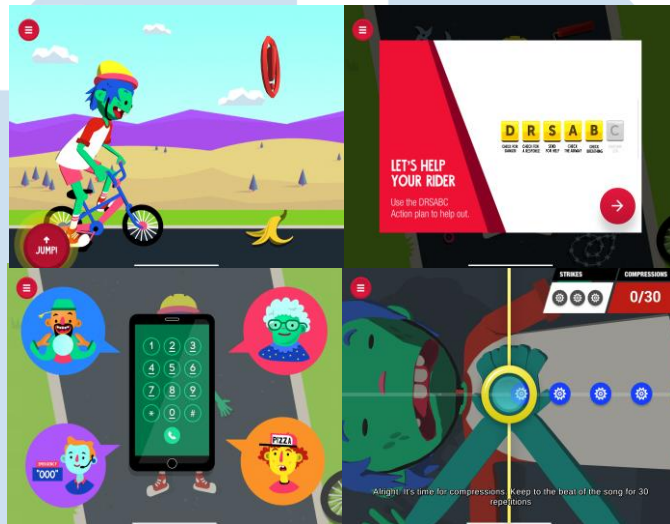 ↑
JUMP!
D R S A B C
CHECK FOR DANGER
CHECK FOR A RESPONSE
SEND FOR HELP
CHECK THE AIRWAY
CHECK BREATHING
LET'S HELP
YOUR RIDER
Use the DRSABC
Action plan to help out.
→
1 2 3
4 5 6
7 8 9
* 0 #
"000"
PIZZA
STRIKES
COMPRESSIONS
0/30
Alright! It's time for compressions. Keep to the beat of the song for 30
repetitions